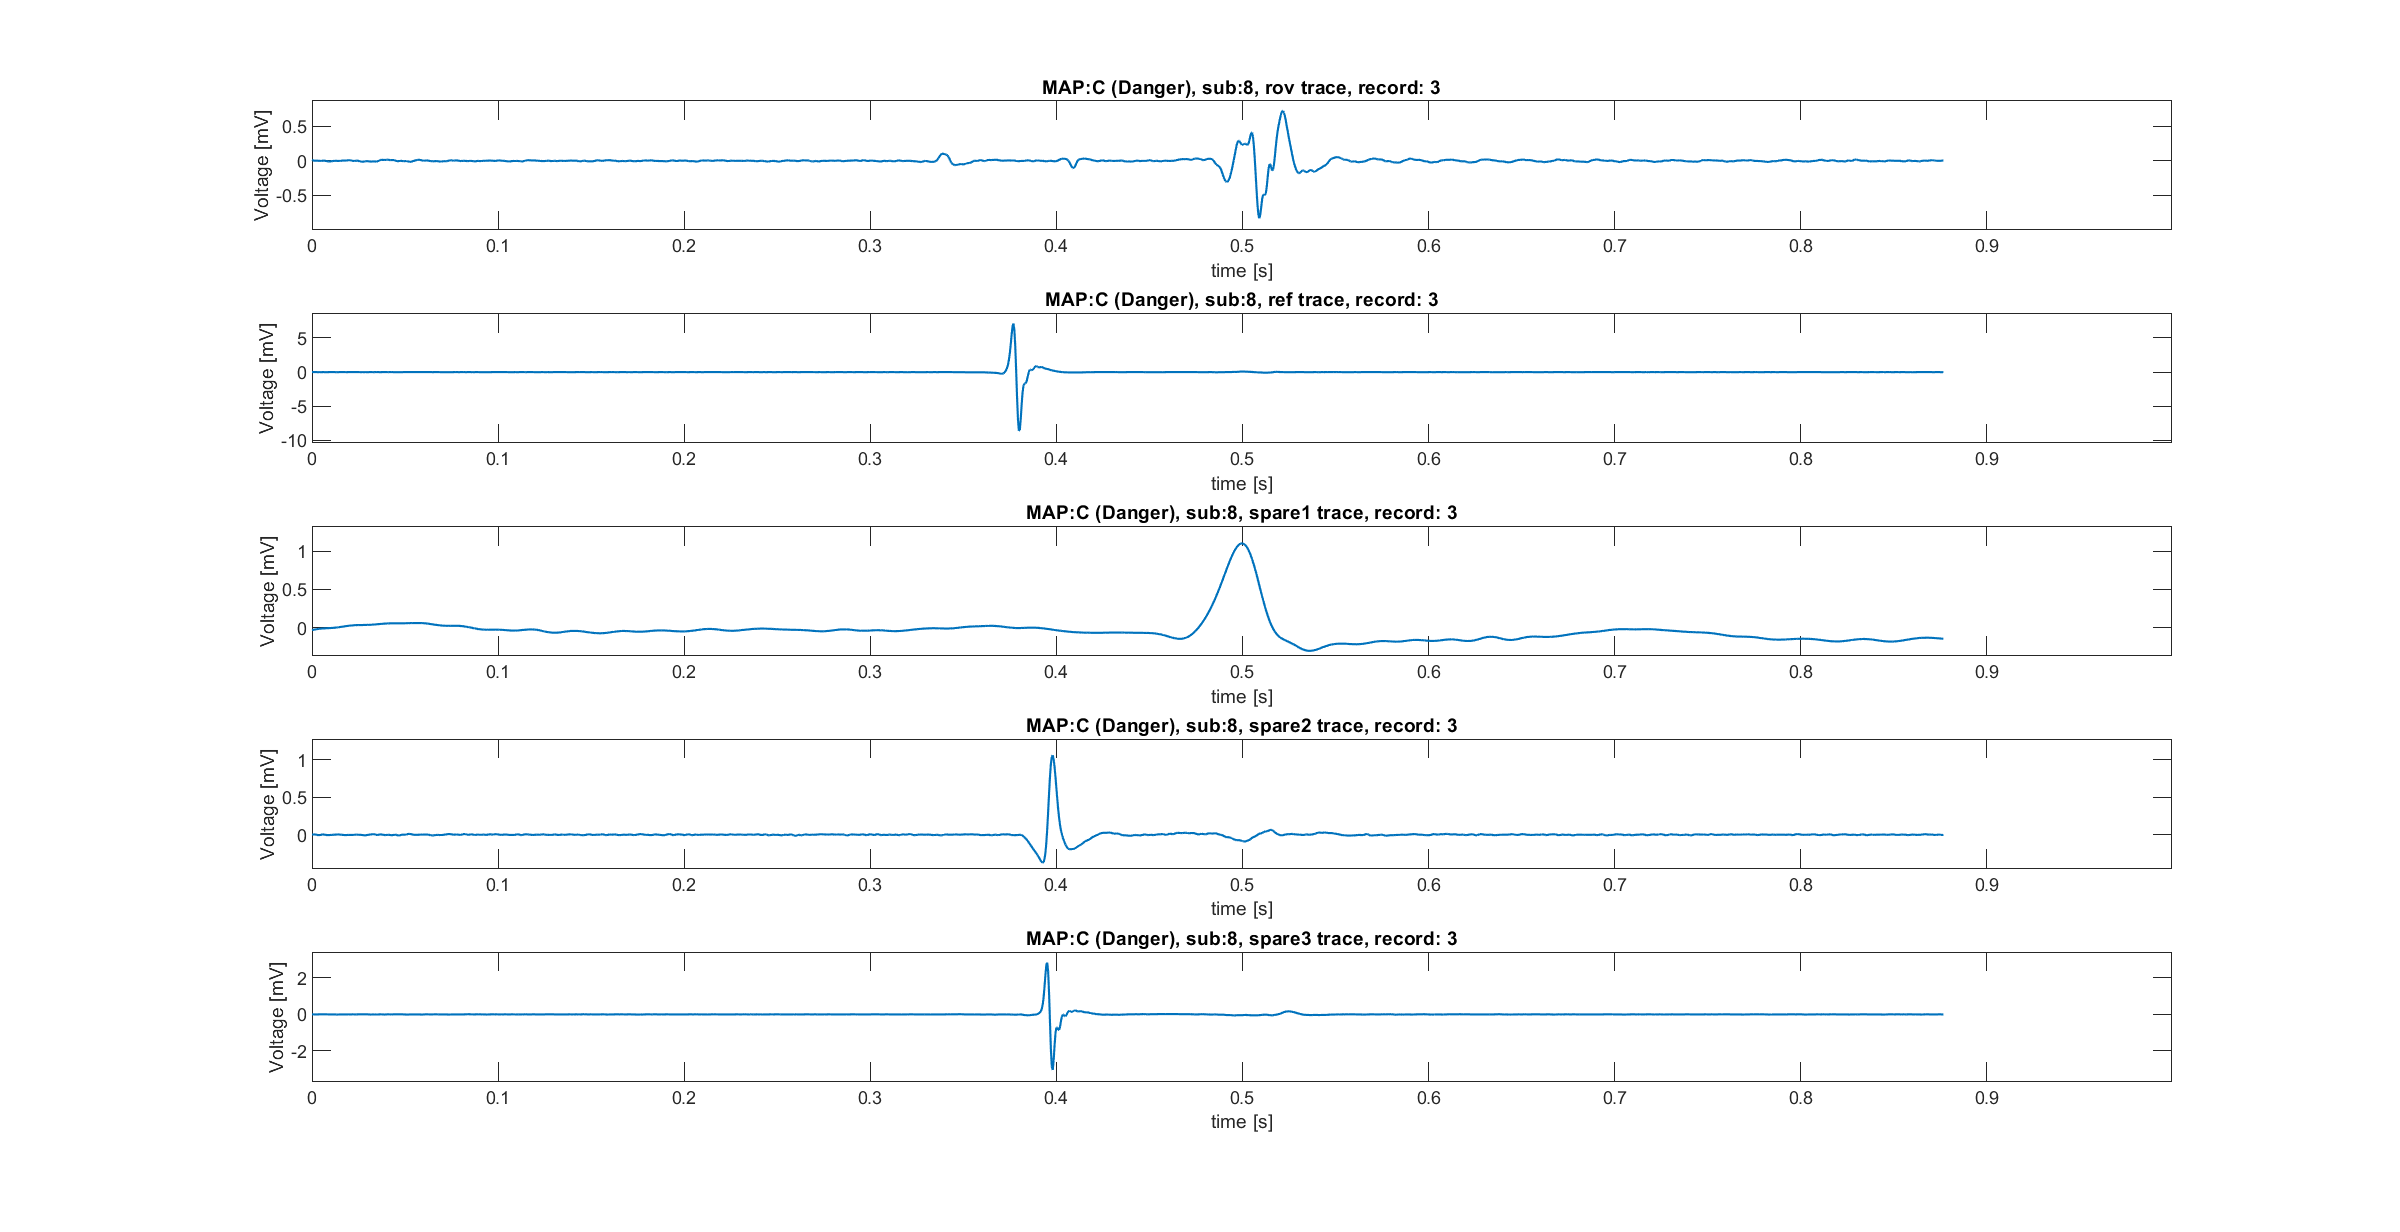 MAP:C (Danger), sub:8, rov trace, record: 3
Voltage [mV]
0.5
0
-0.5
0 0.1 0.2 0.3 0.4 0.5 0.6 0.7 0.8 0.9
time [s]
MAP:C (Danger), sub:8, ref trace, record: 3
Voltage [mV]
5
0
-5
-10
0 0.1 0.2 0.3 0.4 0.5 0.6 0.7 0.8 0.9
time [s]
MAP:C (Danger), sub:8, spare1 trace, record: 3
Voltage [mV]
1
0.5
0
0 0.1 0.2 0.3 0.4 0.5 0.6 0.7 0.8 0.9
time [s]
MAP:C (Danger), sub:8, spare2 trace, record: 3
Voltage [mV]
1
0.5
0
0 0.1 0.2 0.3 0.4 0.5 0.6 0.7 0.8 0.9
time [s]
MAP:C (Danger), sub:8, spare3 trace, record: 3
Voltage [mV]
2
0
-2
0 0.1 0.2 0.3 0.4 0.5 0.6 0.7 0.8 0.9
time [s]